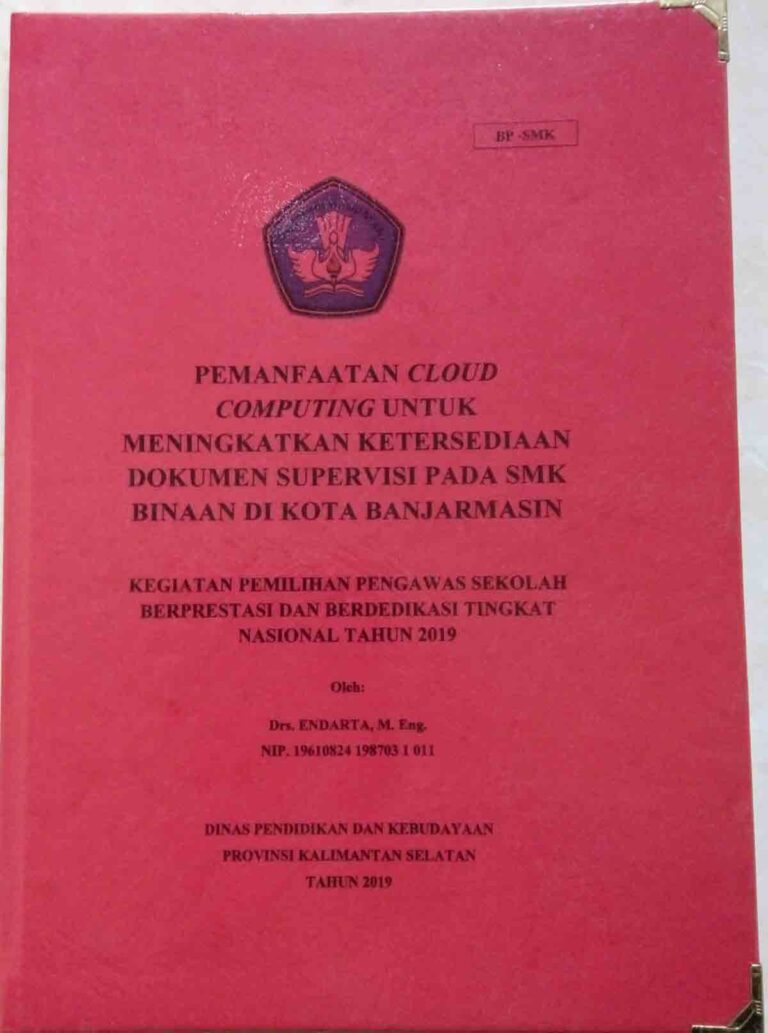 BP -SMK
PEMANFAATAN CLOUD
COMPUTING UNTUK
MENINGKATKAN KETERSEDIAAN
DOKUMEN SUPERVISI PADA SMK
BINAAN DI KOTA BANJARMASIN
KEGIATAN PEMILIHAN PENGAWAS SEKOLAH
BERPRESTASI DAN BERDEDIKASI TINGKAT
NASIONAL TAHUN 2019
Oleh:
Drs. ENDARTA, M. Eng.
NIP. 19610824 198703 1 011
DINAS PENDIDIKAN DAN KEBUDAYAAN
PROVINSI KALIMANTAN SELATAN
TAHUN 2019